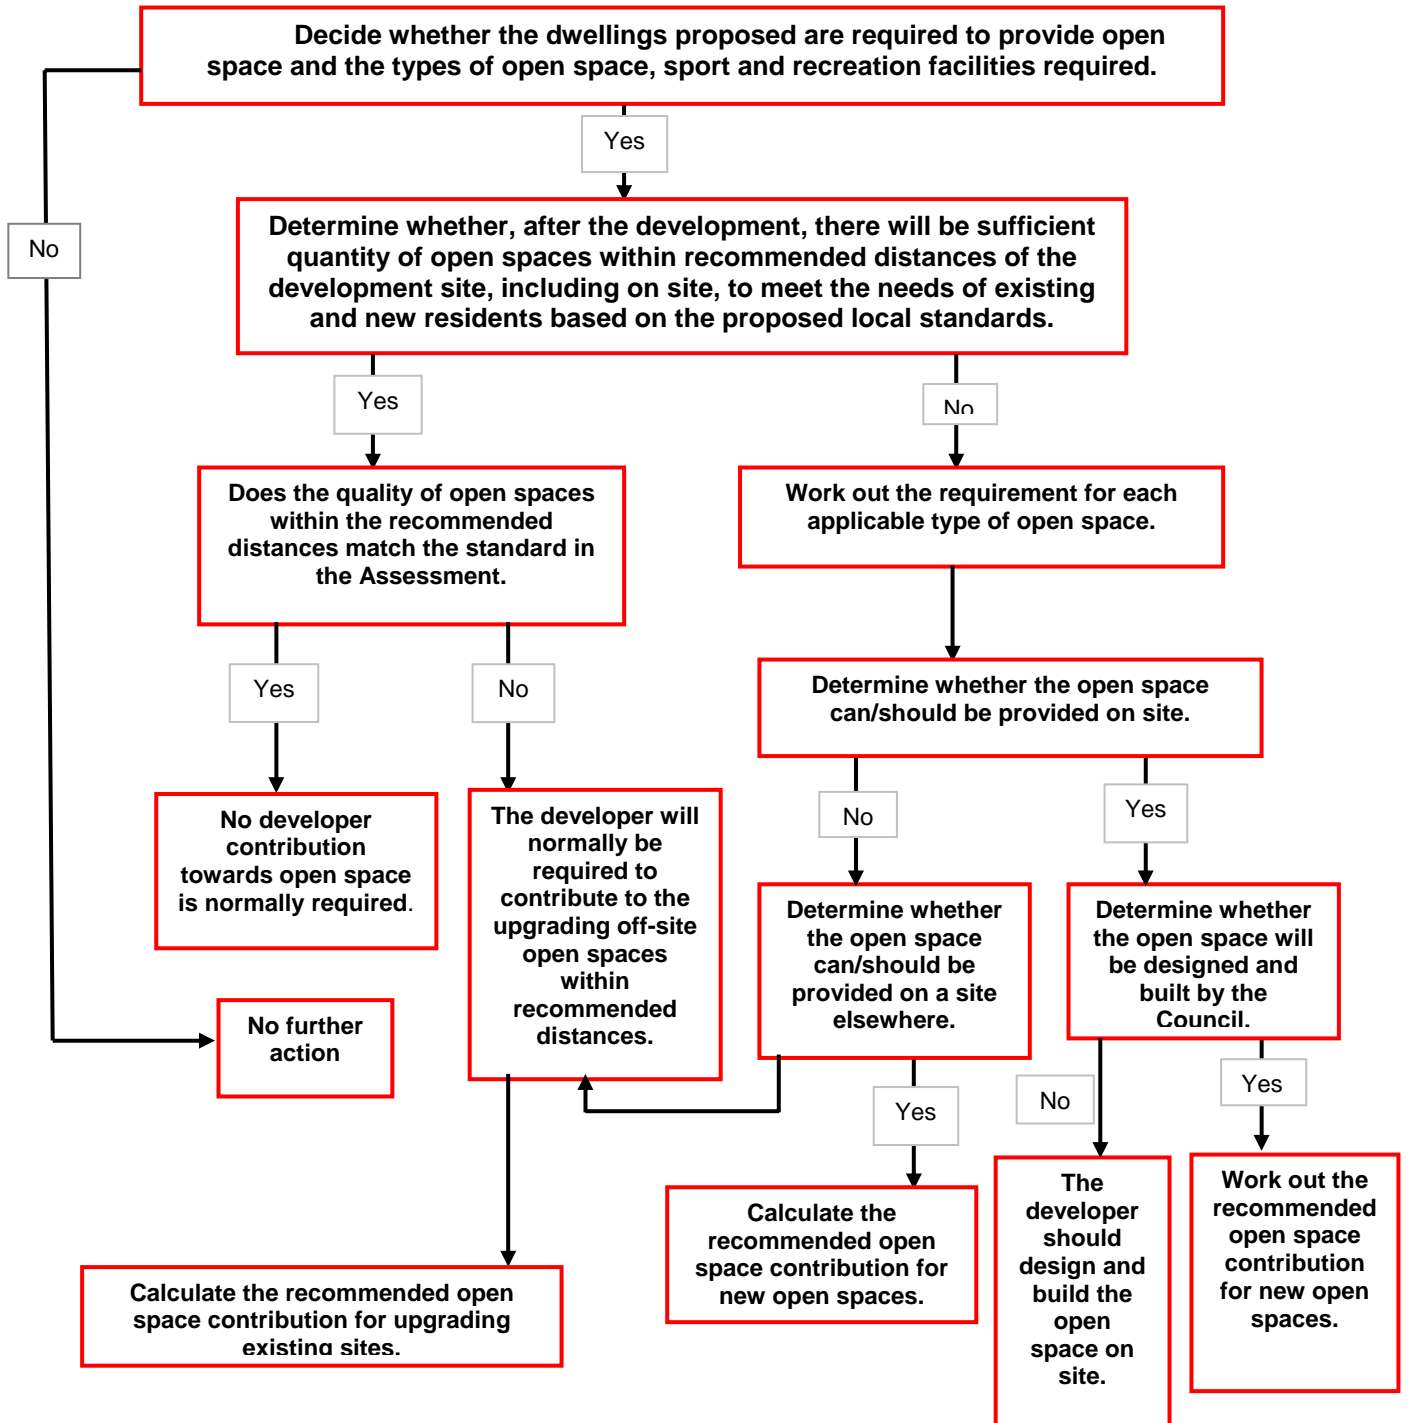 Decide whether the dwellings proposed are required to provide open
space and the types of open space, sport and recreation facilities required.
Yes
No
Determine whether, after the development, there will be sufficient
quantity of open spaces within recommended distances of the
development site, including on site, to meet the needs of existing
and new residents based on the proposed local standards.
Yes
No
Does the quality of open spaces
within the recommended
distances match the standard in
the Assessment.
Work out the requirement for each
applicable type of open space.
Yes
No
Determine whether the open space
can/should be provided on site.
No
Yes
No developer
contribution
towards open space
is normally required.
The developer will
normally be
required to
contribute to the
upgrading off-site
open spaces
within
recommended
distances.
Determine whether
the open space
can/should be
provided on a site
elsewhere.
Determine whether
the open space will
be designed and
built by the
Council.
No further
action
Yes
No
Yes
Calculate the
recommended open
space contribution for
new open spaces.
The
developer
should
design and
build the
open
space on
site.
Work out the
recommended
open space
contribution
for new open
spaces.
Calculate the recommended open
space contribution for upgrading
existing sites.